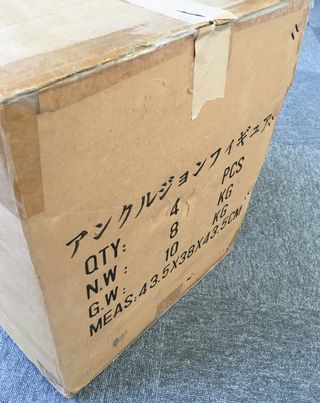 アンクルジョンフィギュア、
QTY: 4 PCS
N.W: 8 KG
G.W: 10 KG
MEAS: 43.5X38X43.5CM